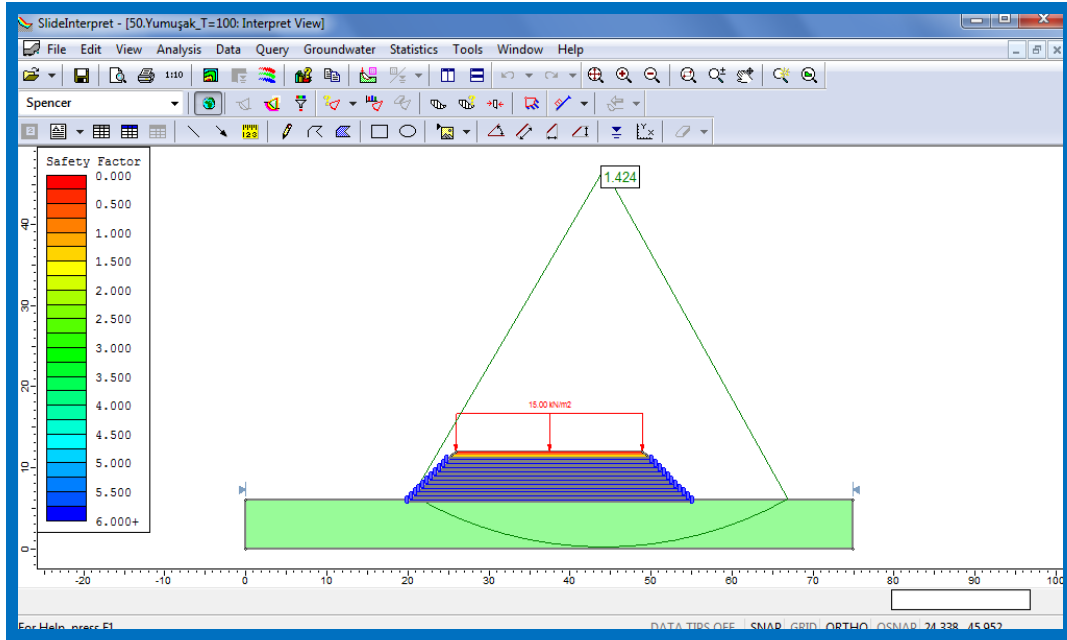 SlideInterpret - [50.Yumuşak_T=100: Interpret View]
File Edit View Analysis Data Query Groundwater Statistics Tools Window Help
1:10
Spencer
Safety Factor
0.000
0.500
1.000
1.500
2.000
2.500
3.000
3.500
4.000
4.500
5.000
5.500
6.000+
1.424
15.00 kN/m2
40
30
20
10
0
-20 -10 0 10 20 30 40 50 60 70 80 90 100
For Help, press F1
DATA TIPS OFF SNAP GRID ORTHO OSNAP 24.338, 45.952